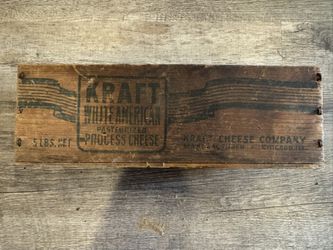 KRAFT
WHITE AMERICAN
PASTEURIZED
PROCESS CHEESE
5 LBS. NET
KRAFT CHEESE COMPANY
CHICAGO, ILL.